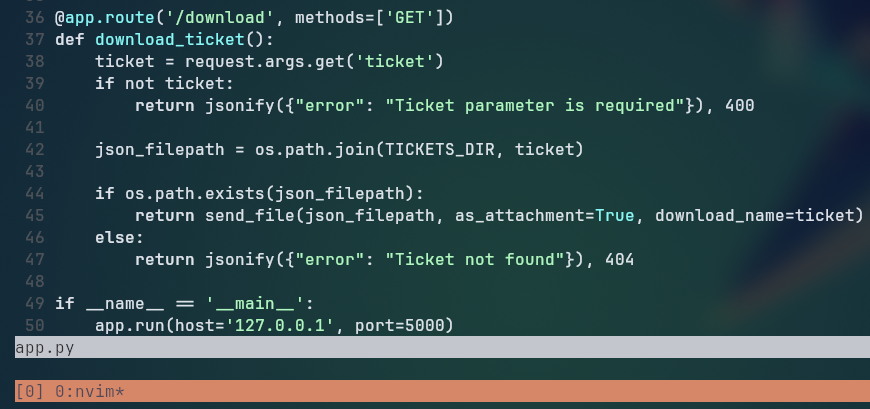 36 @app.route('/download', methods=['GET'])
37 def download_ticket():
38     ticket = request.args.get('ticket')
39     if not ticket:
40         return jsonify({"error": "Ticket parameter is required"}), 400
41
42     json_filepath = os.path.join(TICKETS_DIR, ticket)
43
44     if os.path.exists(json_filepath):
45         return send_file(json_filepath, as_attachment=True, download_name=ticket)
46     else:
47         return jsonify({"error": "Ticket not found"}), 404
48
49 if __name__ == '__main__':
50     app.run(host='127.0.0.1', port=5000)
app.py
[0] 0:nvim*